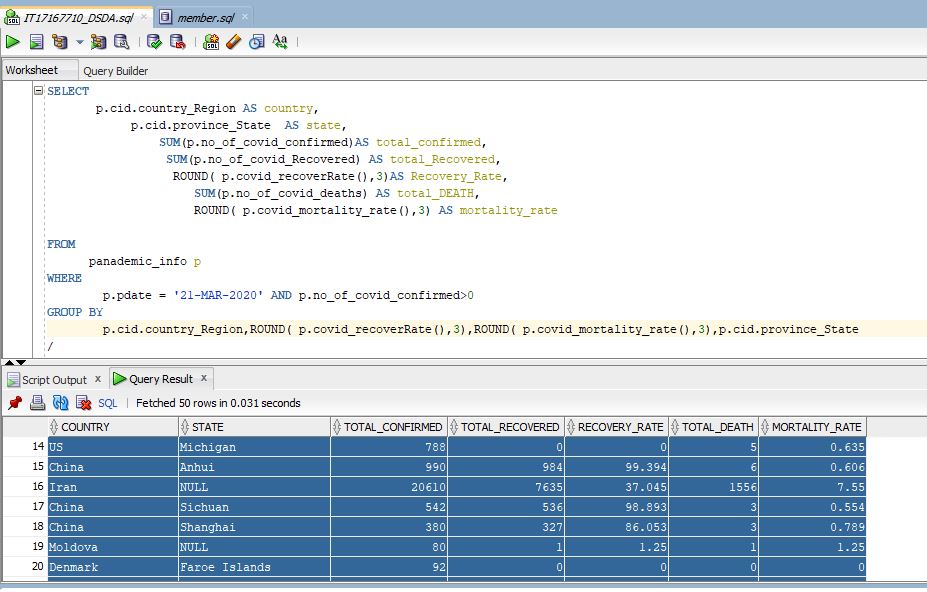 IT17167710_DSDA.sql × member.sql ×
Worksheet Query Builder
SELECT
p.cid.country_Region AS country,
p.cid.province_State AS state,
SUM(p.no_of_covid_confirmed)AS total_confirmed,
SUM(p.no_of_covid_Recovered) AS total_Recovered,
ROUND( p.covid_recoverRate(),3)AS Recovery_Rate,
SUM(p.no_of_covid_deaths) AS total_DEATH,
ROUND( p.covid_mortality_rate(),3) AS mortality_rate
FROM
panademic_info p
WHERE
p.pdate = '21-MAR-2020' AND p.no_of_covid_confirmed>0
GROUP BY
p.cid.country_Region,ROUND( p.covid_recoverRate(),3),ROUND( p.covid_mortality_rate(),3),p.cid.province_State
/
Script Output × Query Result ×
SQL | Fetched 50 rows in 0.031 seconds
COUNTRY STATE TOTAL_CONFIRMED TOTAL_RECOVERED RECOVERY_RATE TOTAL_DEATH MORTALITY_RATE
14 US Michigan 788 0 0 5 0.635
15 China Anhui 990 984 99.394 6 0.606
16 Iran NULL 20610 7635 37.045 1556 7.55
17 China Sichuan 542 536 98.893 3 0.554
18 China Shanghai 380 327 86.053 3 0.789
19 Moldova NULL 80 1 1.25 1 1.25
20 Denmark Faroe Islands 92 0 0 0 0